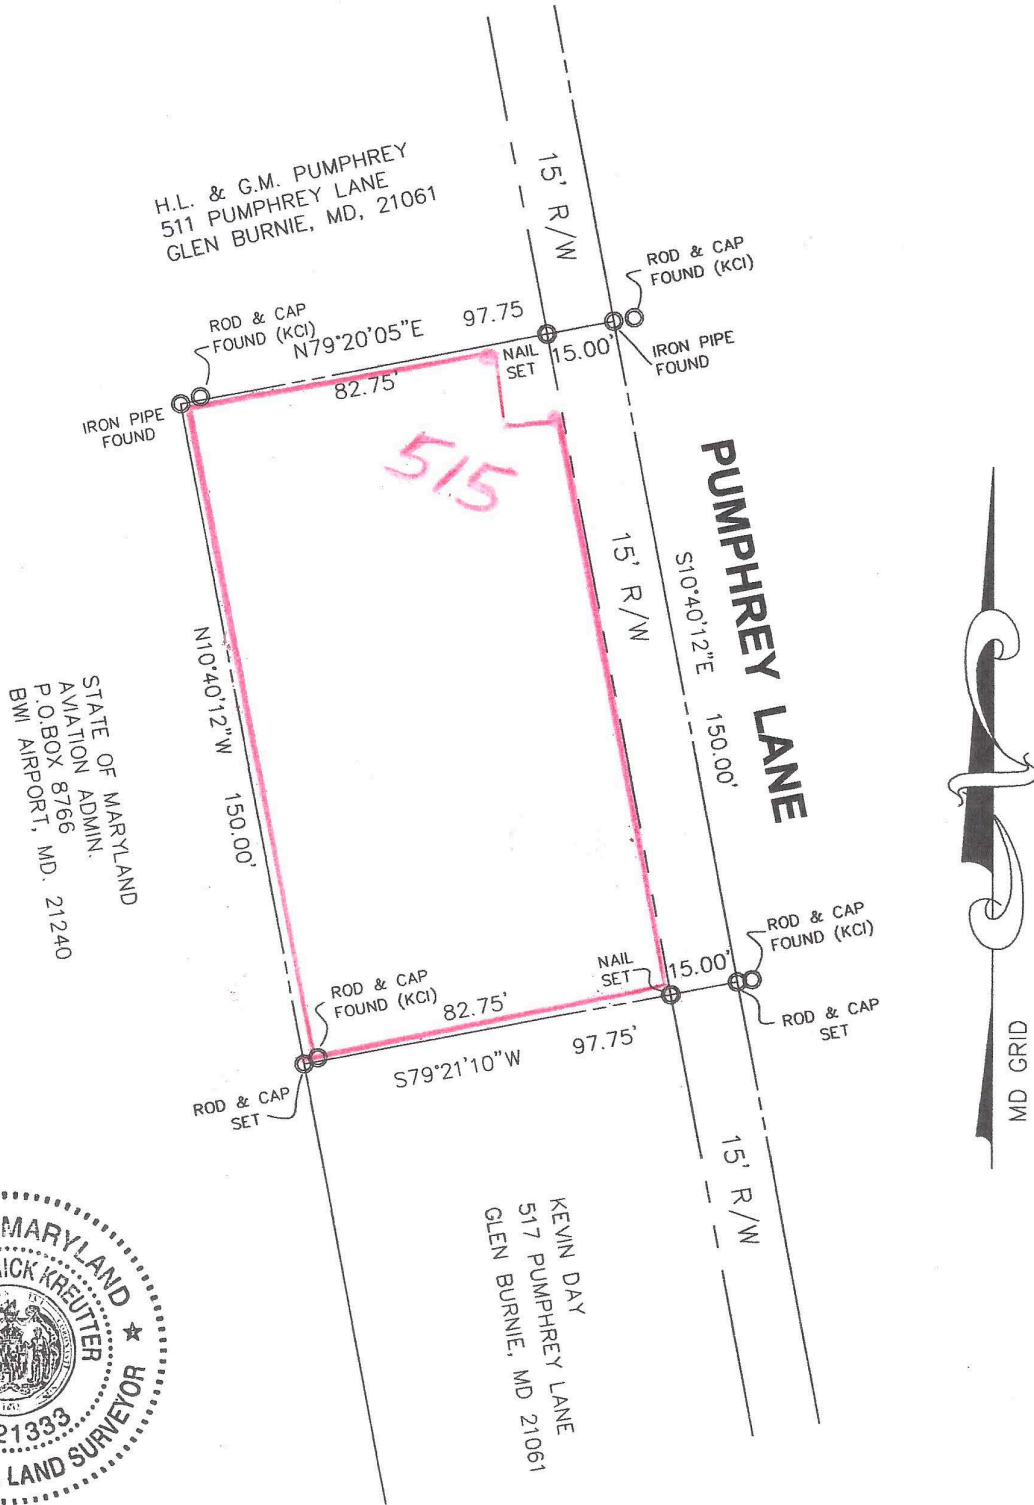 H.L. & G.M. PUMPHREY
511 PUMPHREY LANE
GLEN BURNIE, MD, 21061
15' R/W
ROD & CAP
FOUND (KCI)
ROD & CAP
FOUND (KCI)
N79°20'05"E
97.75
82.75'
NAIL
SET
15.00'
IRON PIPE
FOUND
IRON PIPE
FOUND
515
PUMPHREY LANE
15' R/W
S10°40'12"E 150.00'
N10°40'12"W 150.00'
STATE OF MARYLAND
AVIATION ADMIN.
P.O.BOX 8766
BWI AIRPORT, MD. 21240
ROD & CAP
FOUND (KCI)
NAIL
SET
15.00'
ROD & CAP
FOUND (KCI)
82.75'
ROD & CAP
SET
S79°21'10"W
97.75'
ROD & CAP
SET
MD GRID
15' R/W
KEVIN DAY
517 PUMPHREY LANE
GLEN BURNIE, MD 21061
MARYLAND
ICK KREUTTER
21333
LAND SURVEYOR